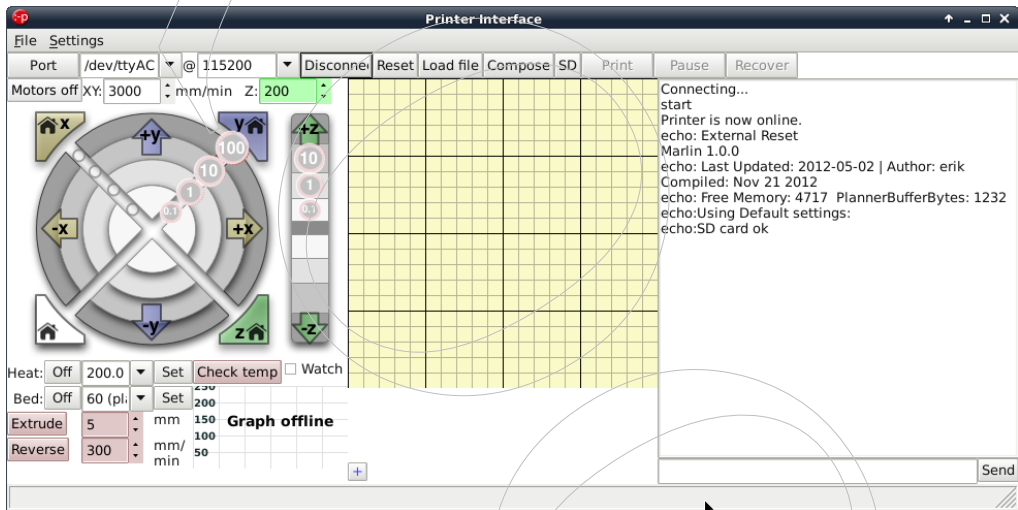 Printer Interface
File Settings
Port /dev/ttyAC @ 115200 Disconne Reset Load file Compose SD Print Pause Recover
Motors off XY: 3000 mm/min Z: 200
x +y y 100 10 1 0.1 -x +x -y z
+z 10 1 0.1 -z
Heat: Off 200.0 Set Check temp Watch
Bed: Off 60 (pla Set
Extrude 5 mm
Reverse 300 mm/
min
250
200
150
100
50
Graph offline
+
Connecting...
start
Printer is now online.
echo: External Reset
Marlin 1.0.0
echo: Last Updated: 2012-05-02 | Author: erik
Compiled: Nov 21 2012
echo: Free Memory: 4717 PlannerBufferBytes: 1232
echo:Using Default settings:
echo:SD card ok
Send